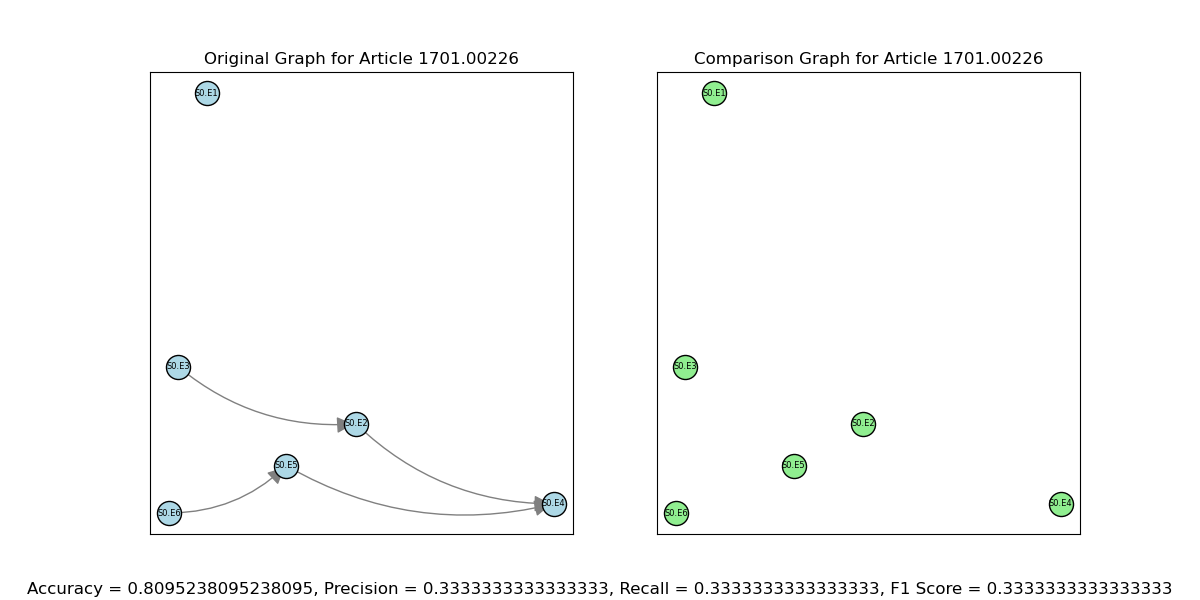 Original Graph for Article 1701.00226
Comparison Graph for Article 1701.00226
S0.E1
S0.E1
S0.E3
S0.E3
S0.E2
S0.E2
S0.E5
S0.E5
S0.E4
S0.E4
S0.E6
S0.E6
Accuracy = 0.8095238095238095, Precision = 0.3333333333333333, Recall = 0.3333333333333333, F1 Score = 0.3333333333333333